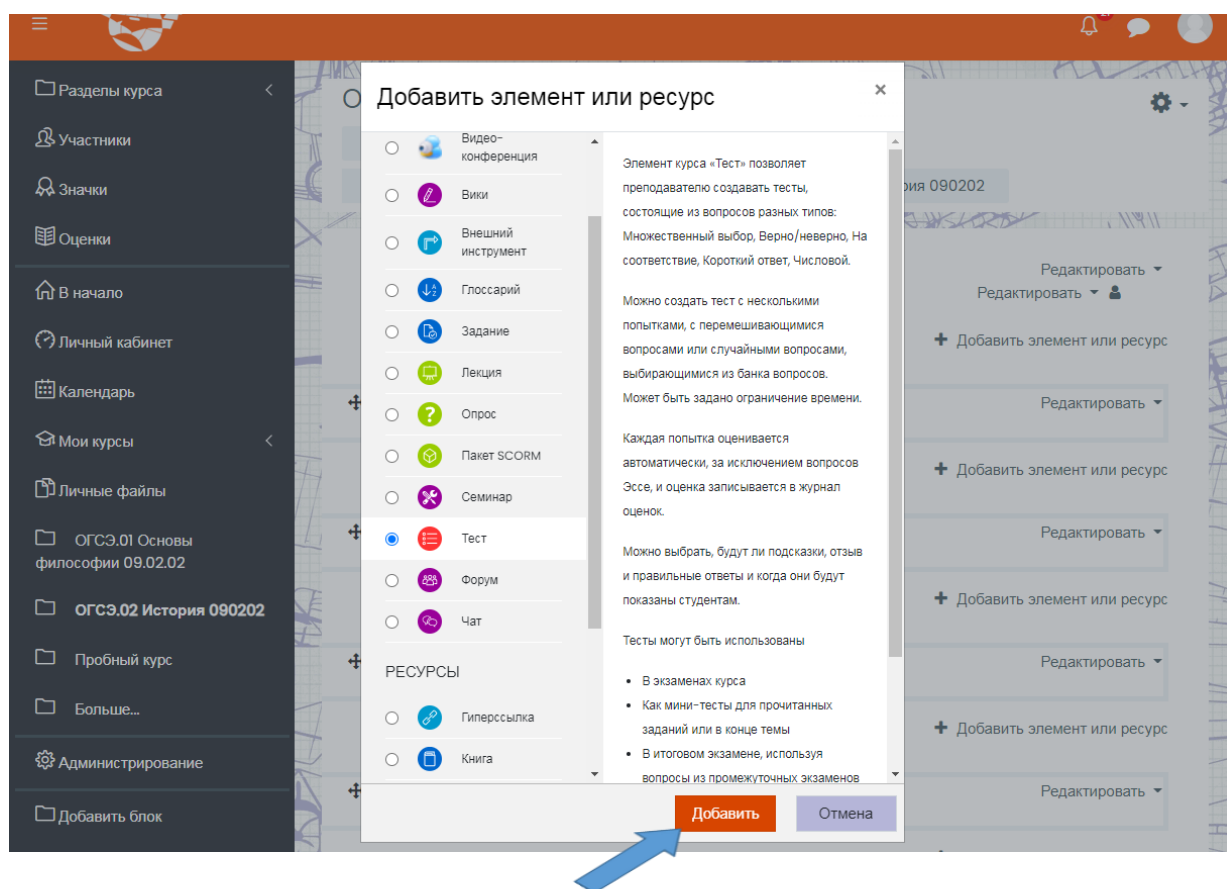 Разделы курса
Участники
Значки
Оценки
В начало
Личный кабинет
Календарь
Мои курсы
Личные файлы
ОГСЭ.01 Основы
философии 09.02.02
ОГСЭ.02 История 090202
Пробный курс
Больше...
Администрирование
Добавить блок
Добавить элемент или ресурс
×
Видео-
конференция
Вики
Внешний
инструмент
Глоссарий
Задание
Лекция
Опрос
Пакет SCORM
Семинар
Тест
Форум
Чат
РЕСУРСЫ
Гиперссылка
Книга
Элемент курса «Тест» позволяет
преподавателю создавать тесты,
состоящие из вопросов разных типов:
Множественный выбор, Верно/неверно, На
соответствие, Короткий ответ, Числовой.
Можно создать тест с несколькими
попытками, с перемешивающимися
вопросами или случайными вопросами,
выбирающимися из банка вопросов.
Может быть задано ограничение времени.
Каждая попытка оценивается
автоматически, за исключением вопросов
Эссе, и оценка записывается в журнал
оценок.
Можно выбрать, будут ли подсказки, отзыв
и правильные ответы и когда они будут
показаны студентам.
Тесты могут быть использованы
• В экзаменах курса
• Как мини-тесты для прочитанных
заданий или в конце темы
• В итоговом экзамене, используя
вопросы из промежуточных экзаменов
Добавить
Отмена
О
рия 090202
Редактировать
Редактировать
Добавить элемент или ресурс
Редактировать
Добавить элемент или ресурс
Редактировать
Добавить элемент или ресурс
Редактировать
Добавить элемент или ресурс
Редактировать